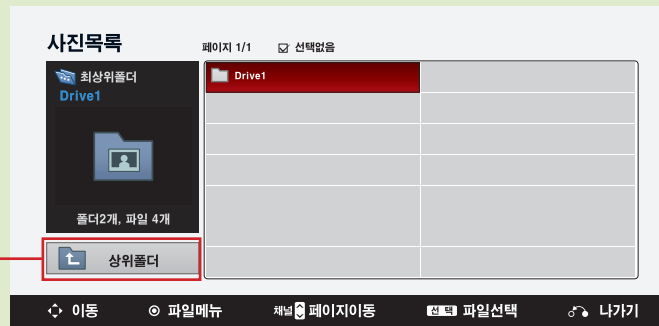 사진목록
페이지 1/1 선택없음
최상위폴더
Drive1
Drive1
폴더2개, 파일 4개
상위폴더
이동 파일메뉴 채널 페이지이동 선택 파일선택 나가기